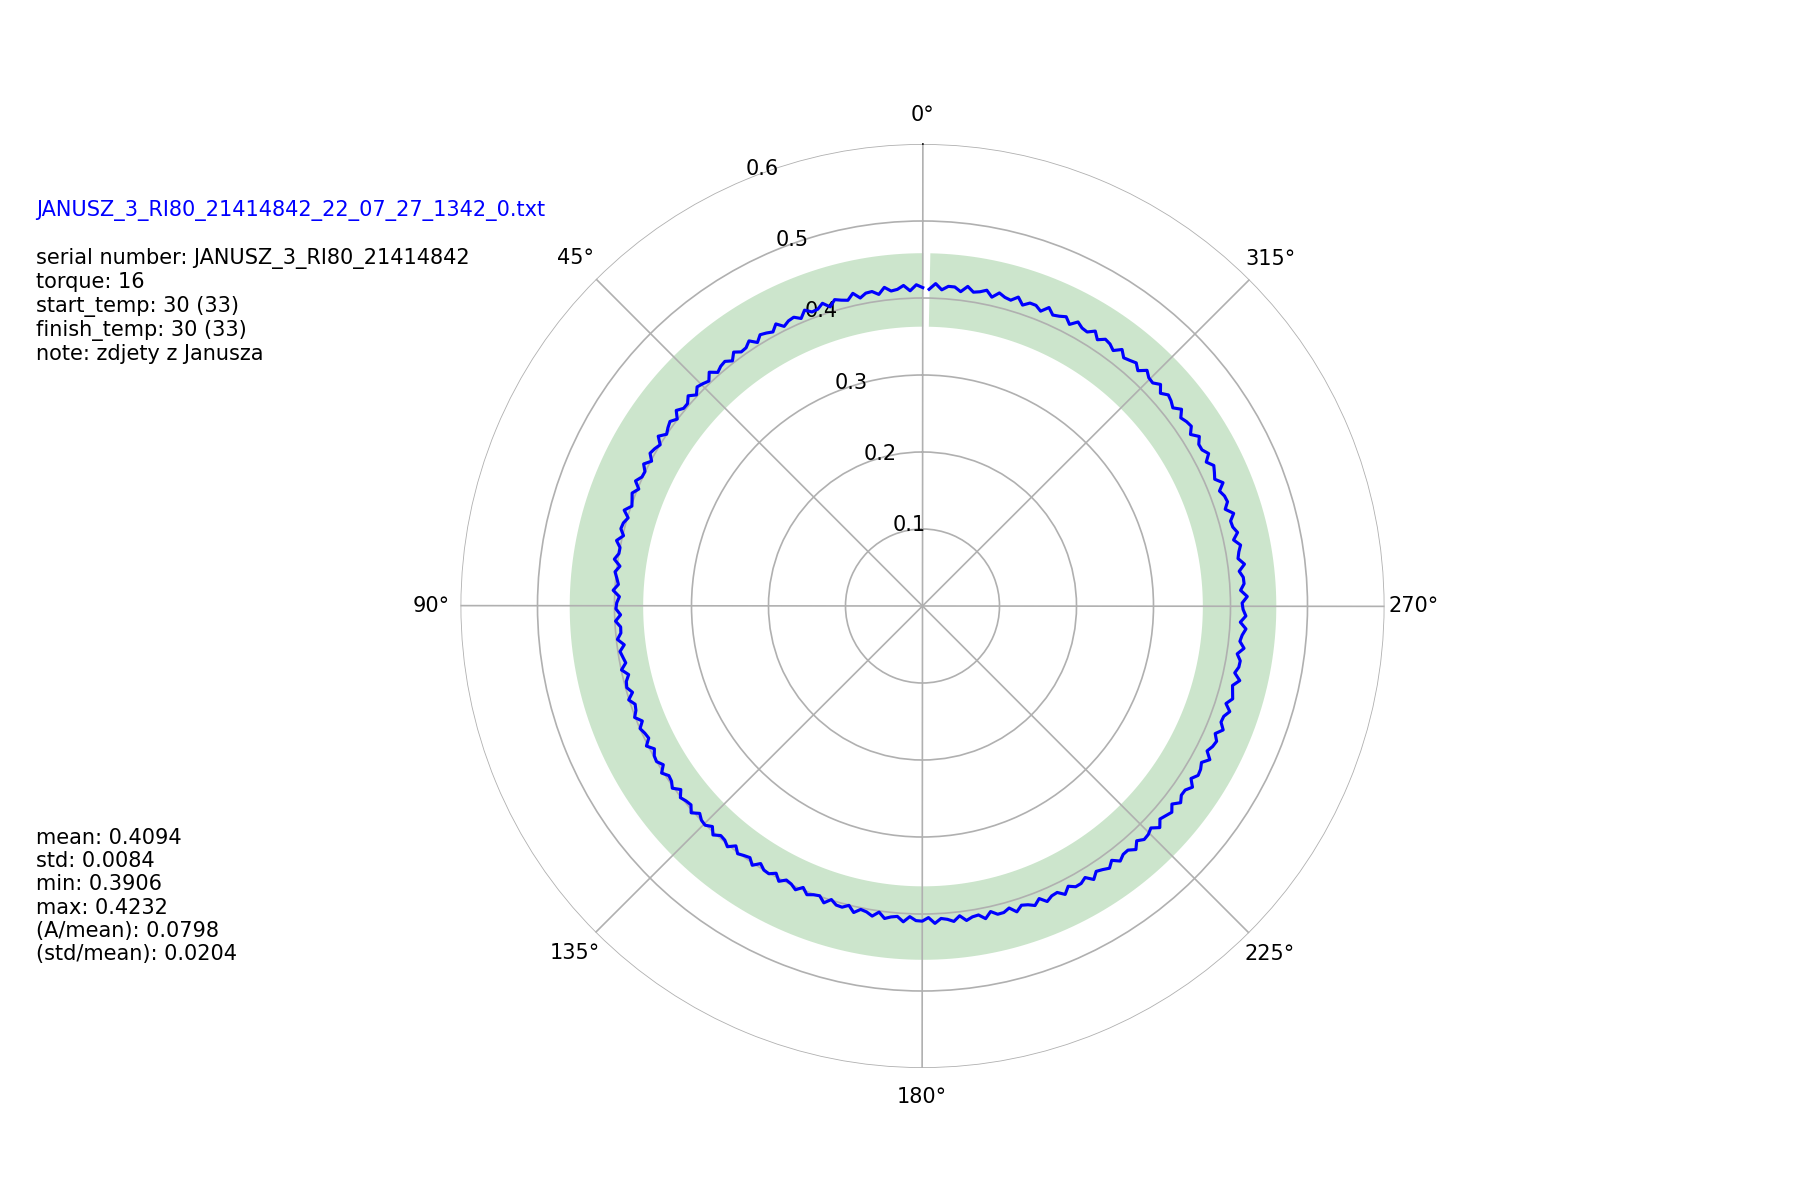 0°
0.6
JANUSZ_3_RI80_21414842_22_07_27_1342_0.txt
0.5
serial number: JANUSZ_3_RI80_21414842
45°
315°
torque: 16
start_temp: 30 (33)
0.4
finish_temp: 30 (33)
note: zdjety z Janusza
0.3
0.2
0.1
90°
270°
mean: 0.4094
std: 0.0084
min: 0.3906
max: 0.4232
(A/mean): 0.0798
(std/mean): 0.0204
135°
225°
180°